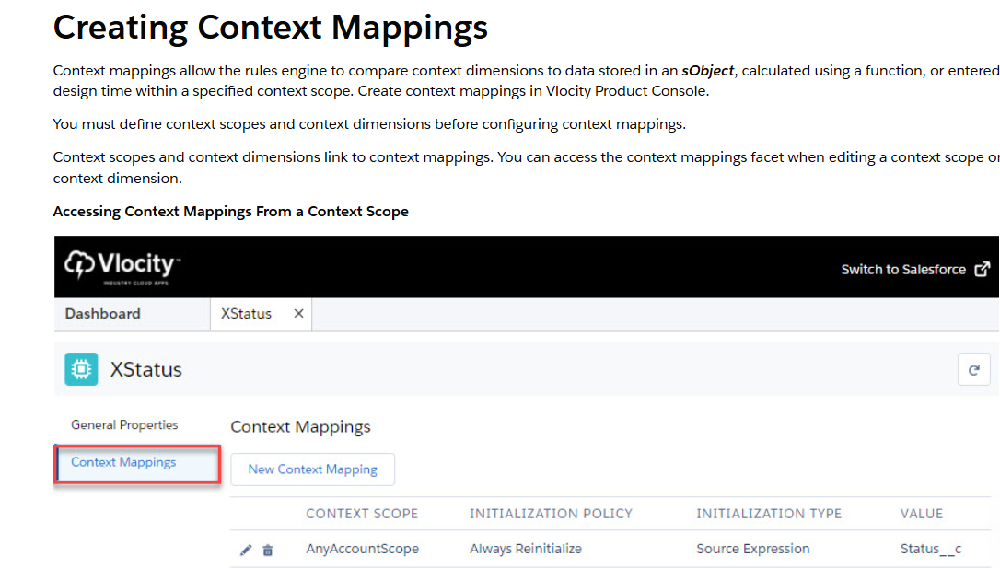 Creating Context Mappings
Context mappings allow the rules engine to compare context dimensions to data stored in an sObject, calculated using a function, or entered
design time within a specified context scope. Create context mappings in Vlocity Product Console.
You must define context scopes and context dimensions before configuring context mappings.
Context scopes and context dimensions link to context mappings. You can access the context mappings facet when editing a context scope or
context dimension.
Accessing Context Mappings From a Context Scope
Vlocity™
INDUSTRY CLOUD APPS
Switch to Salesforce
Dashboard
XStatus
XStatus
General Properties
Context Mappings
Context Mappings
New Context Mapping
CONTEXT SCOPE INITIALIZATION POLICY INITIALIZATION TYPE VALUE
AnyAccountScope Always Reinitialize Source Expression Status__c